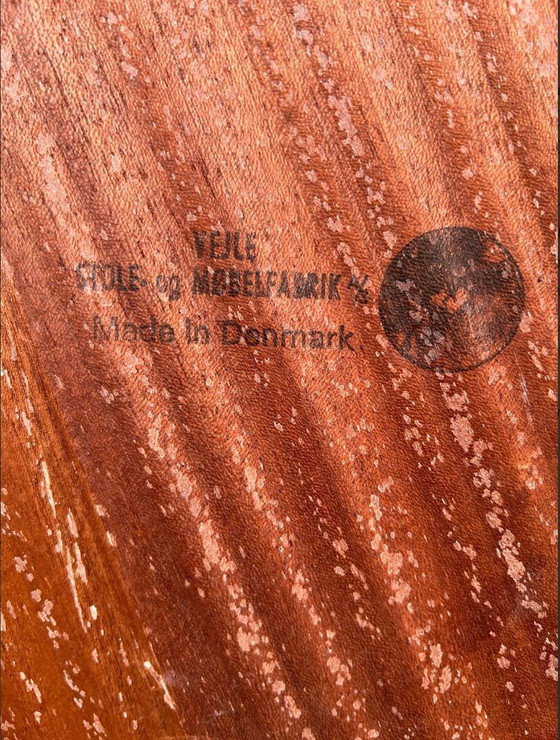 VEJLE
STOLE- og MØBELFABRIK A/S
Made in Denmark